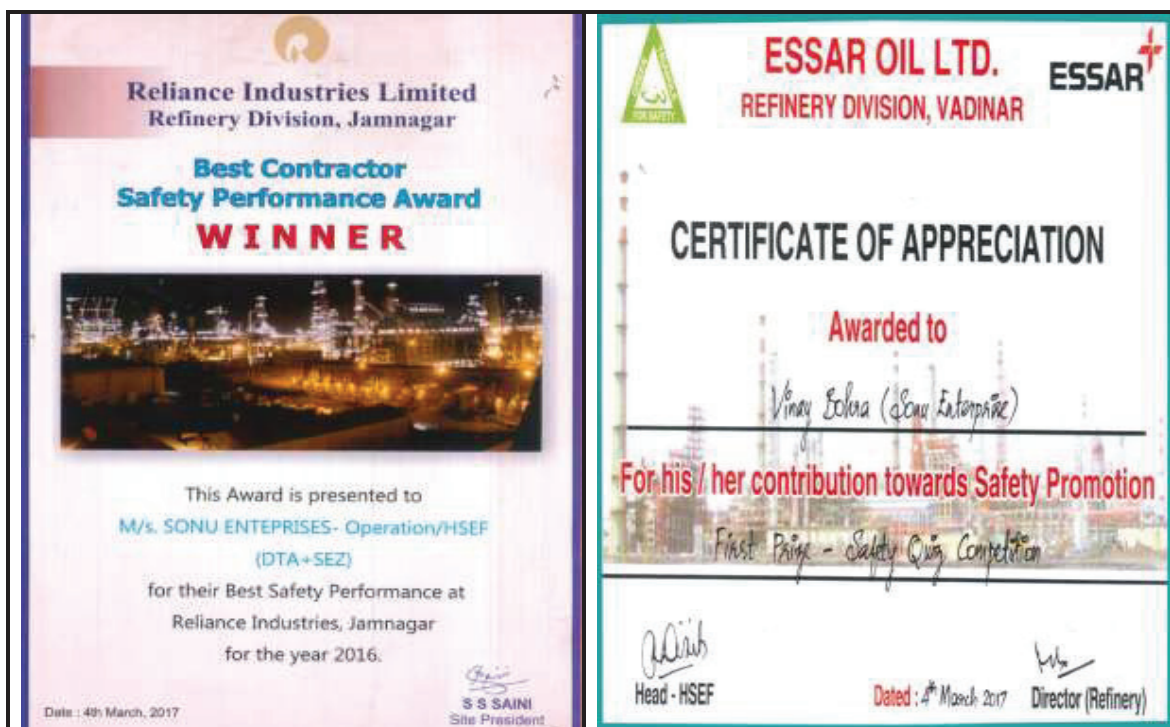 Reliance Industries Limited
Refinery Division, Jamnagar
Best Contractor
Safety Performance Award
WINNER
This Award is presented to
M/s. SONU ENTEPRISES- Operation/HSEF
(DTA+SEZ)
for their Best Safety Performance at
Reliance Industries, Jamnagar
for the year 2016.
S S SAINI
Site President
Date : 4th March, 2017
FOR SAFETY
ESSAR OIL LTD.
ESSAR
REFINERY DIVISION, VADINAR
CERTIFICATE OF APPRECIATION
Awarded to
Vinay Bohra (Sonu Enterprise)
For his / her contribution towards Safety Promotion
First Prize - Safety Quiz Competition
Head - HSEF
Dated : 4th March 2017
Director (Refinery)